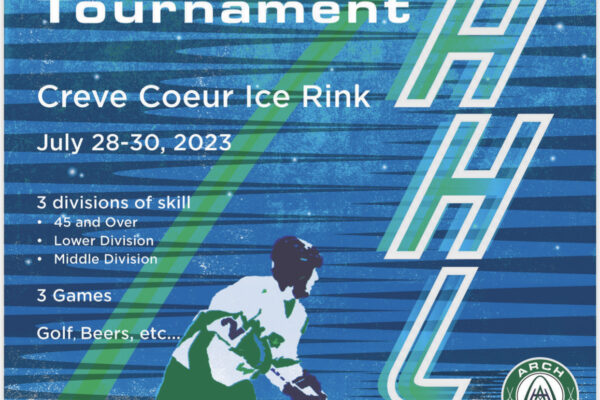 Tournament
Creve Coeur Ice Rink
July 28-30, 2023
3 divisions of skill
• 45 and Over
• Lower Division
• Middle Division
3 Games
Golf, Beers, etc...
H
H
L
2
ARCH